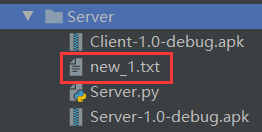 Server
Client-1.0-debug.apk
new_1.txt
Server.py
Server-1.0-debug.apk